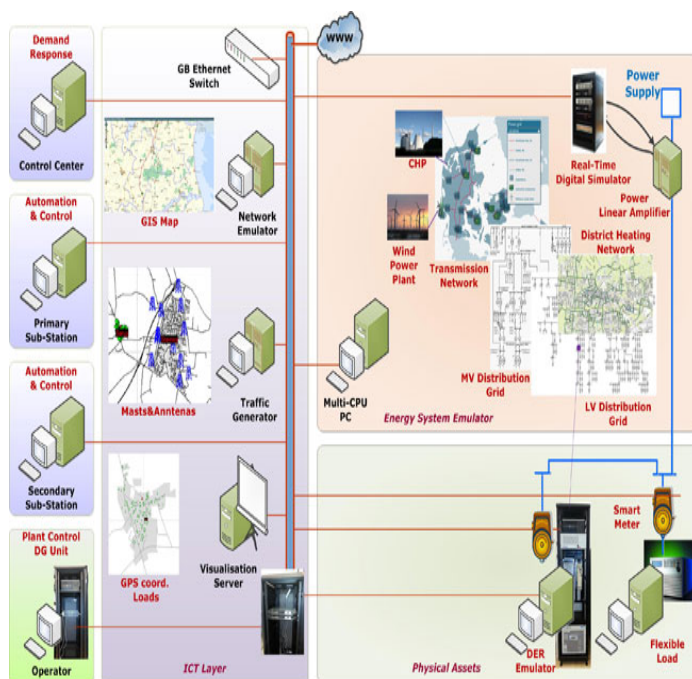 Demand
Response
Control Center
Automation
& Control
Primary
Sub-Station
Automation
& Control
Secondary
Sub-Station
Plant Control
DG Unit
Operator
GB Ethernet
Switch
GIS Map
Network
Emulator
Masts&Anntenas
Traffic
Generator
GPS coord.
Loads
Visualisation
Server
ICT Layer
WWW
CHP
Wind
Power
Plant
Transmission
Network
Real-Time
Digital Simulator
Power
Supply
Power
Linear Amplifier
District Heating
Network
MV Distribution
Grid
LV Distribution
Grid
Multi-CPU
PC
Energy System Emulator
Smart
Meter
DER
Emulator
Flexible
Load
Physical Assets